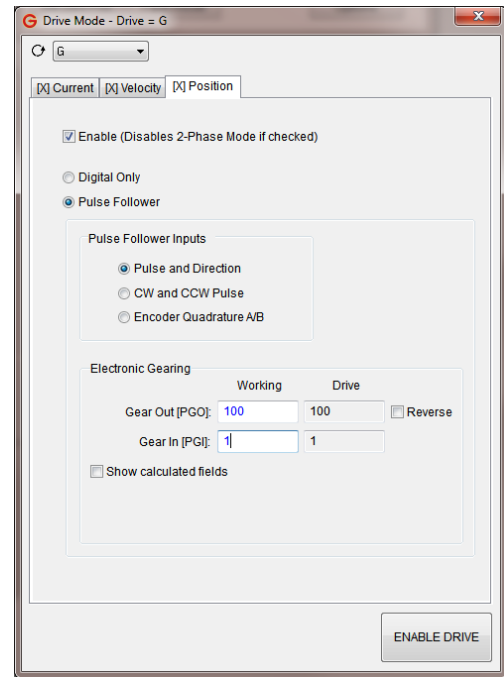 G Drive Mode - Drive = G
G
[X] Current [X] Velocity [X] Position
Enable (Disables 2-Phase Mode if checked)
Digital Only
Pulse Follower
Pulse Follower Inputs
Pulse and Direction
CW and CCW Pulse
Encoder Quadrature A/B
Electronic Gearing
Working Drive
Gear Out [PGO]: 100 100 Reverse
Gear In [PGI]: 1 1
Show calculated fields
ENABLE DRIVE